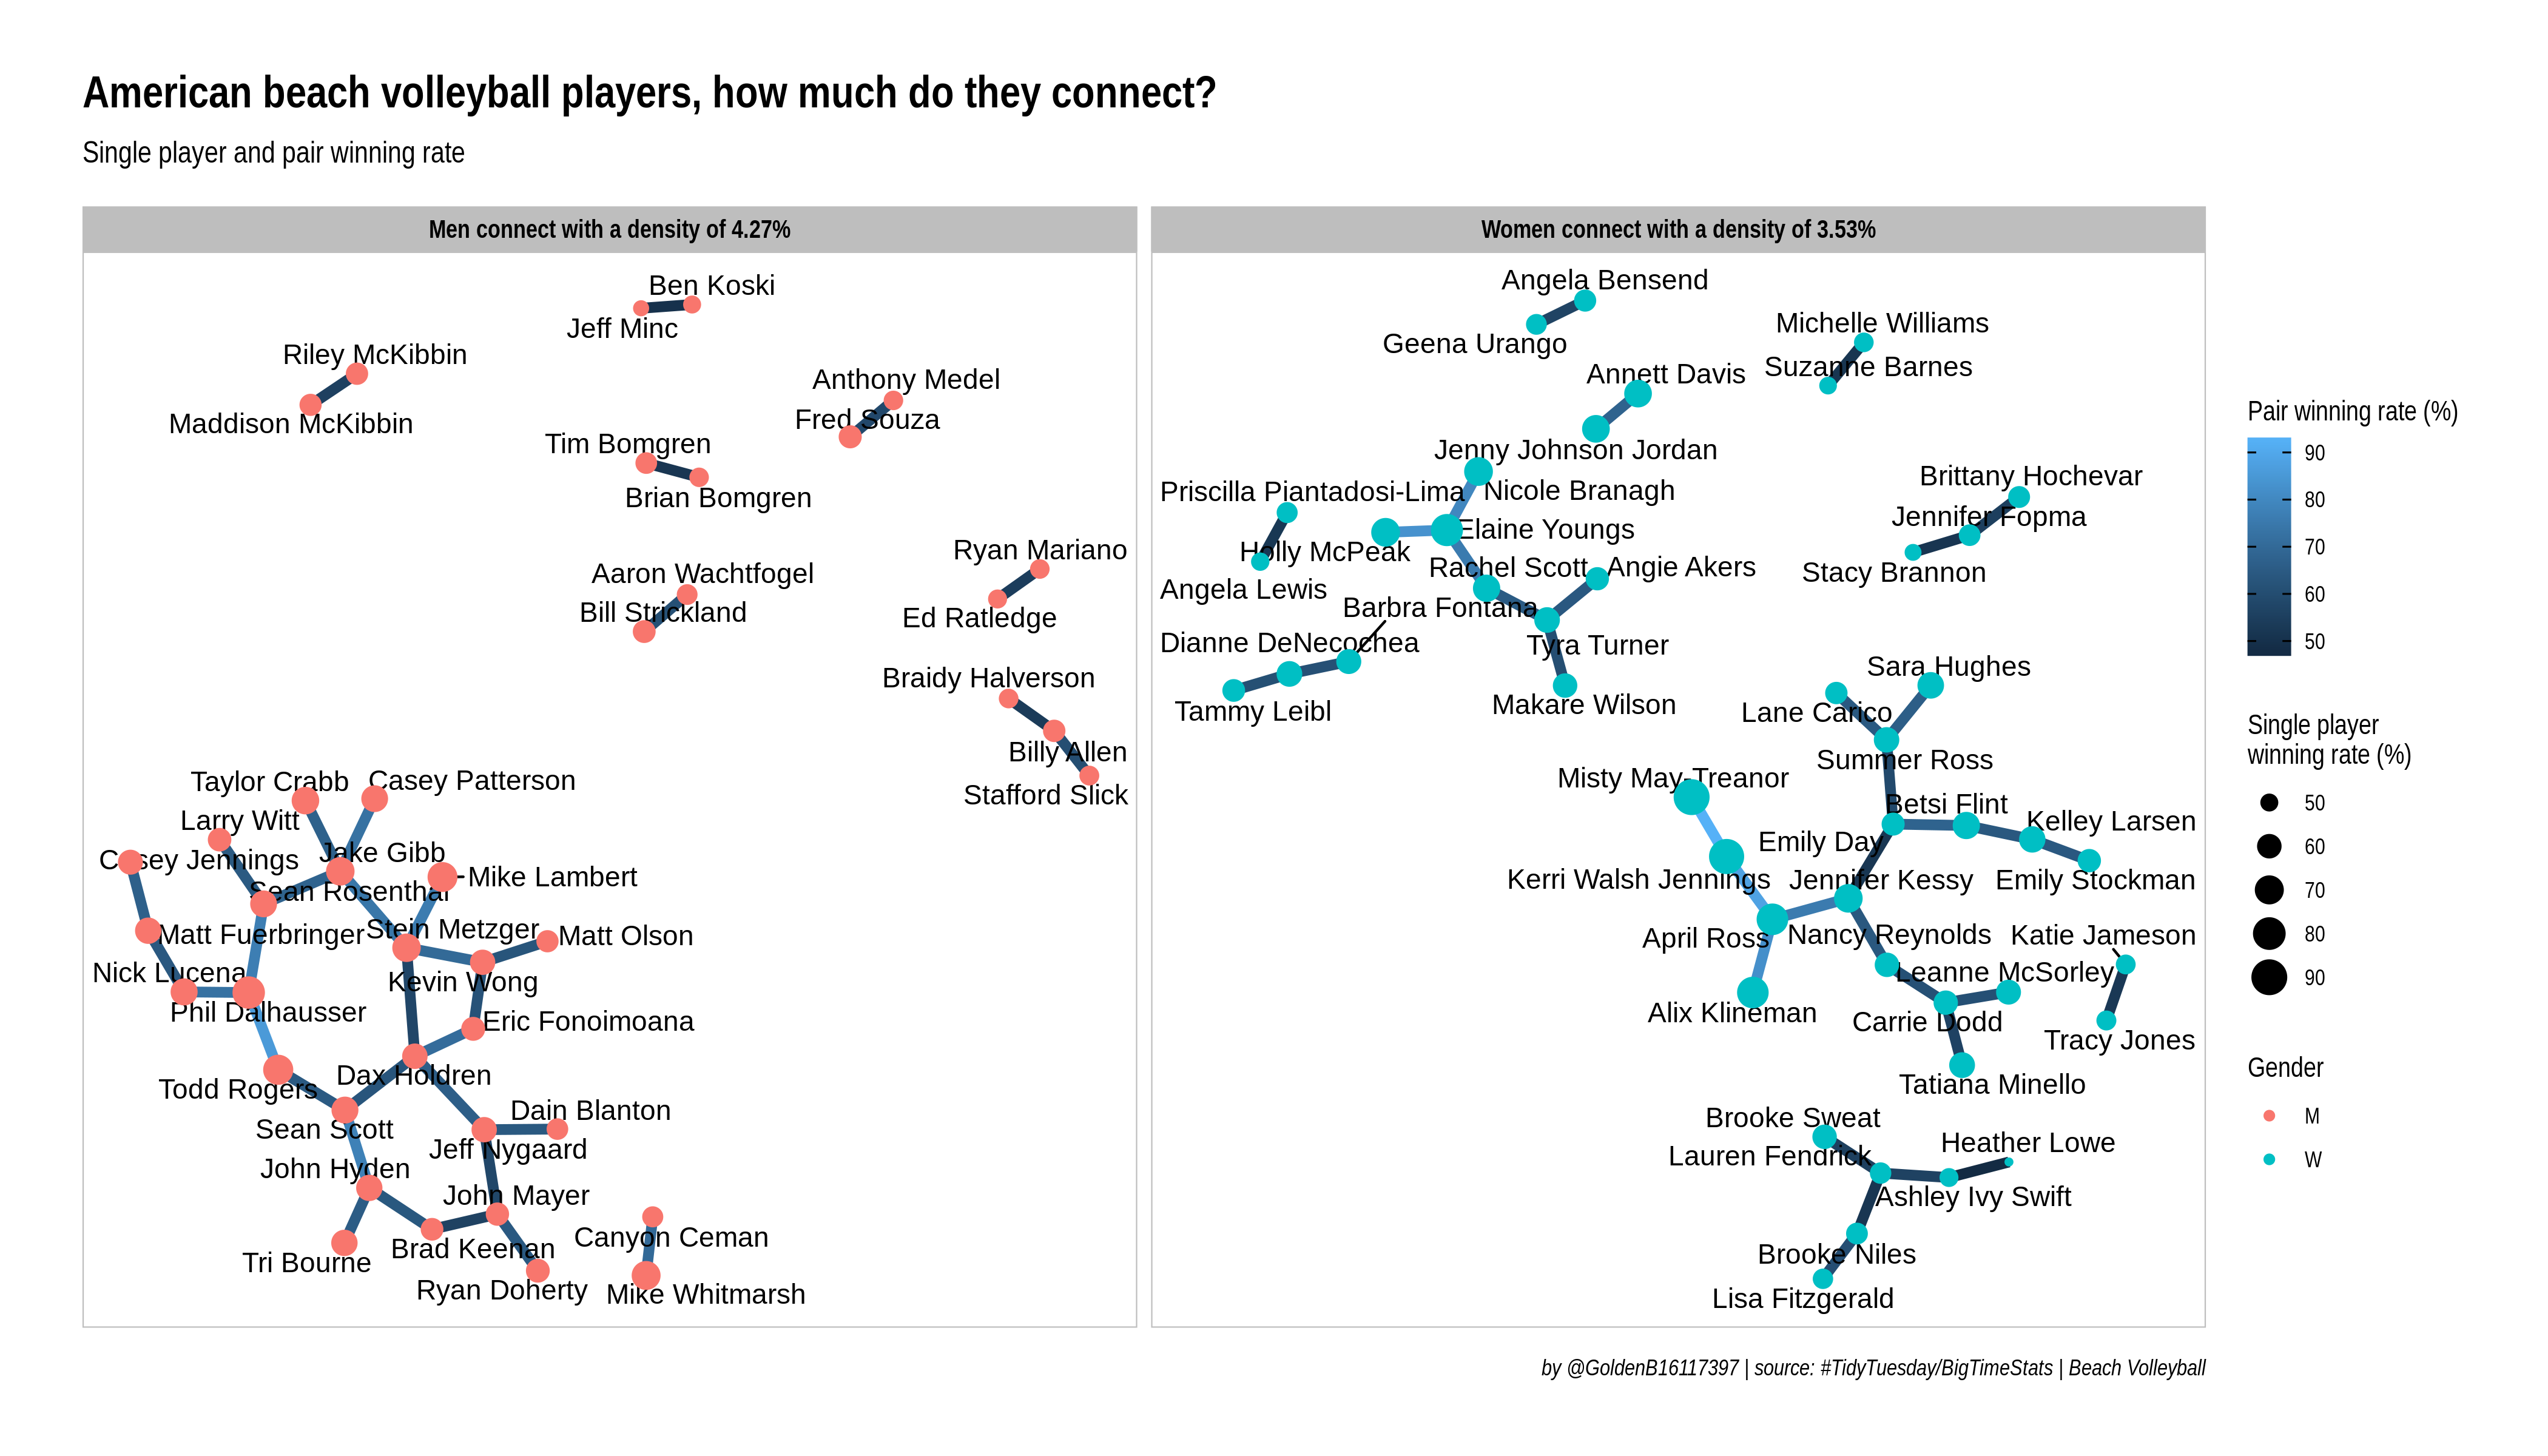 American beach volleyball players, how much do they connect?
Single player and pair winning rate
Men connect with a density of 4.27%
Ben Koski
Jeff Minc
Riley McKibbin
Maddison McKibbin
Anthony Medel
Fred Souza
Tim Bomgren
Brian Bomgren
Ryan Mariano
Ed Ratledge
Aaron Wachtfogel
Bill Strickland
Braidy Halverson
Billy Allen
Stafford Slick
Taylor Crabb
Casey Patterson
Larry Witt
Casey Jennings
Jake Gibb
Mike Lambert
Sean Rosenthal
Matt Fuerbringer
Stein Metzger
Matt Olson
Nick Lucena
Kevin Wong
Phil Dalhausser
Eric Fonoimoana
Todd Rogers
Dax Holdren
Sean Scott
Dain Blanton
Jeff Nygaard
John Hyden
John Mayer
Tri Bourne
Brad Keenan
Ryan Doherty
Canyon Ceman
Mike Whitmarsh
Women connect with a density of 3.53%
Angela Bensend
Geena Urango
Michelle Williams
Suzanne Barnes
Annett Davis
Jenny Johnson Jordan
Priscilla Piantadosi-Lima
Nicole Branagh
Brittany Hochevar
Jennifer Fopma
Elaine Youngs
Holly McPeak
Rachel Scott
Angie Akers
Stacy Brannon
Angela Lewis
Barbra Fontana
Dianne DeNecochea
Tyra Turner
Tammy Leibl
Makare Wilson
Sara Hughes
Lane Carico
Summer Ross
Misty May-Treanor
Betsi Flint
Kelley Larsen
Emily Day
Kerri Walsh Jennings
Jennifer Kessy
Emily Stockman
April Ross
Nancy Reynolds
Katie Jameson
Leanne McSorley
Alix Klineman
Carrie Dodd
Tracy Jones
Tatiana Minello
Brooke Sweat
Lauren Fendrick
Heather Lowe
Ashley Ivy Swift
Brooke Niles
Lisa Fitzgerald
Pair winning rate (%)
90
80
70
60
50
Single player
winning rate (%)
50
60
70
80
90
Gender
M
W
by @GoldenB16117397 | source: #TidyTuesday/BigTimeStats | Beach Volleyball